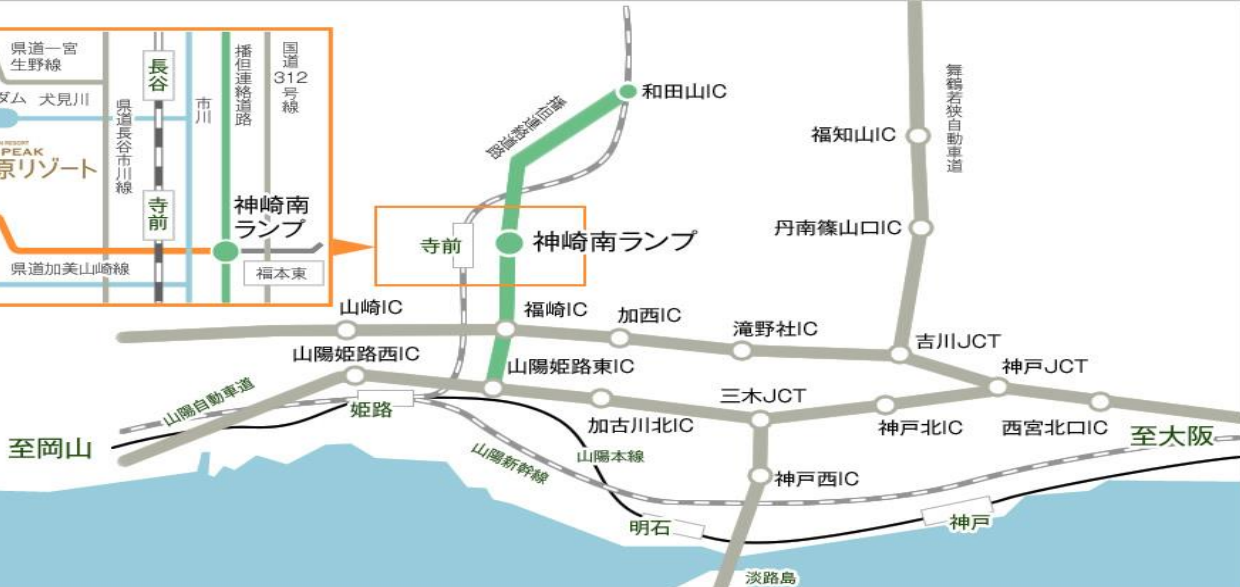 県道一宮
生野線
長谷
播但連絡道路
国道312号線
ダム 犬見川
県道長谷市川線
市川
PEAK
原リゾート
寺前
神崎南
ランプ
県道加美山崎線
福本東
和田山IC
播但連絡道路
舞鶴若狭自動車道
福知山IC
丹南篠山口IC
寺前
神崎南ランプ
山崎IC
福崎IC
加西IC
滝野社IC
吉川JCT
山陽姫路西IC
山陽姫路東IC
神戸JCT
山陽自動車道
姫路
加古川北IC
三木JCT
神戸北IC
西宮北口IC
至大阪
至岡山
山陽新幹線
山陽本線
神戸西IC
明石
神戸
淡路島